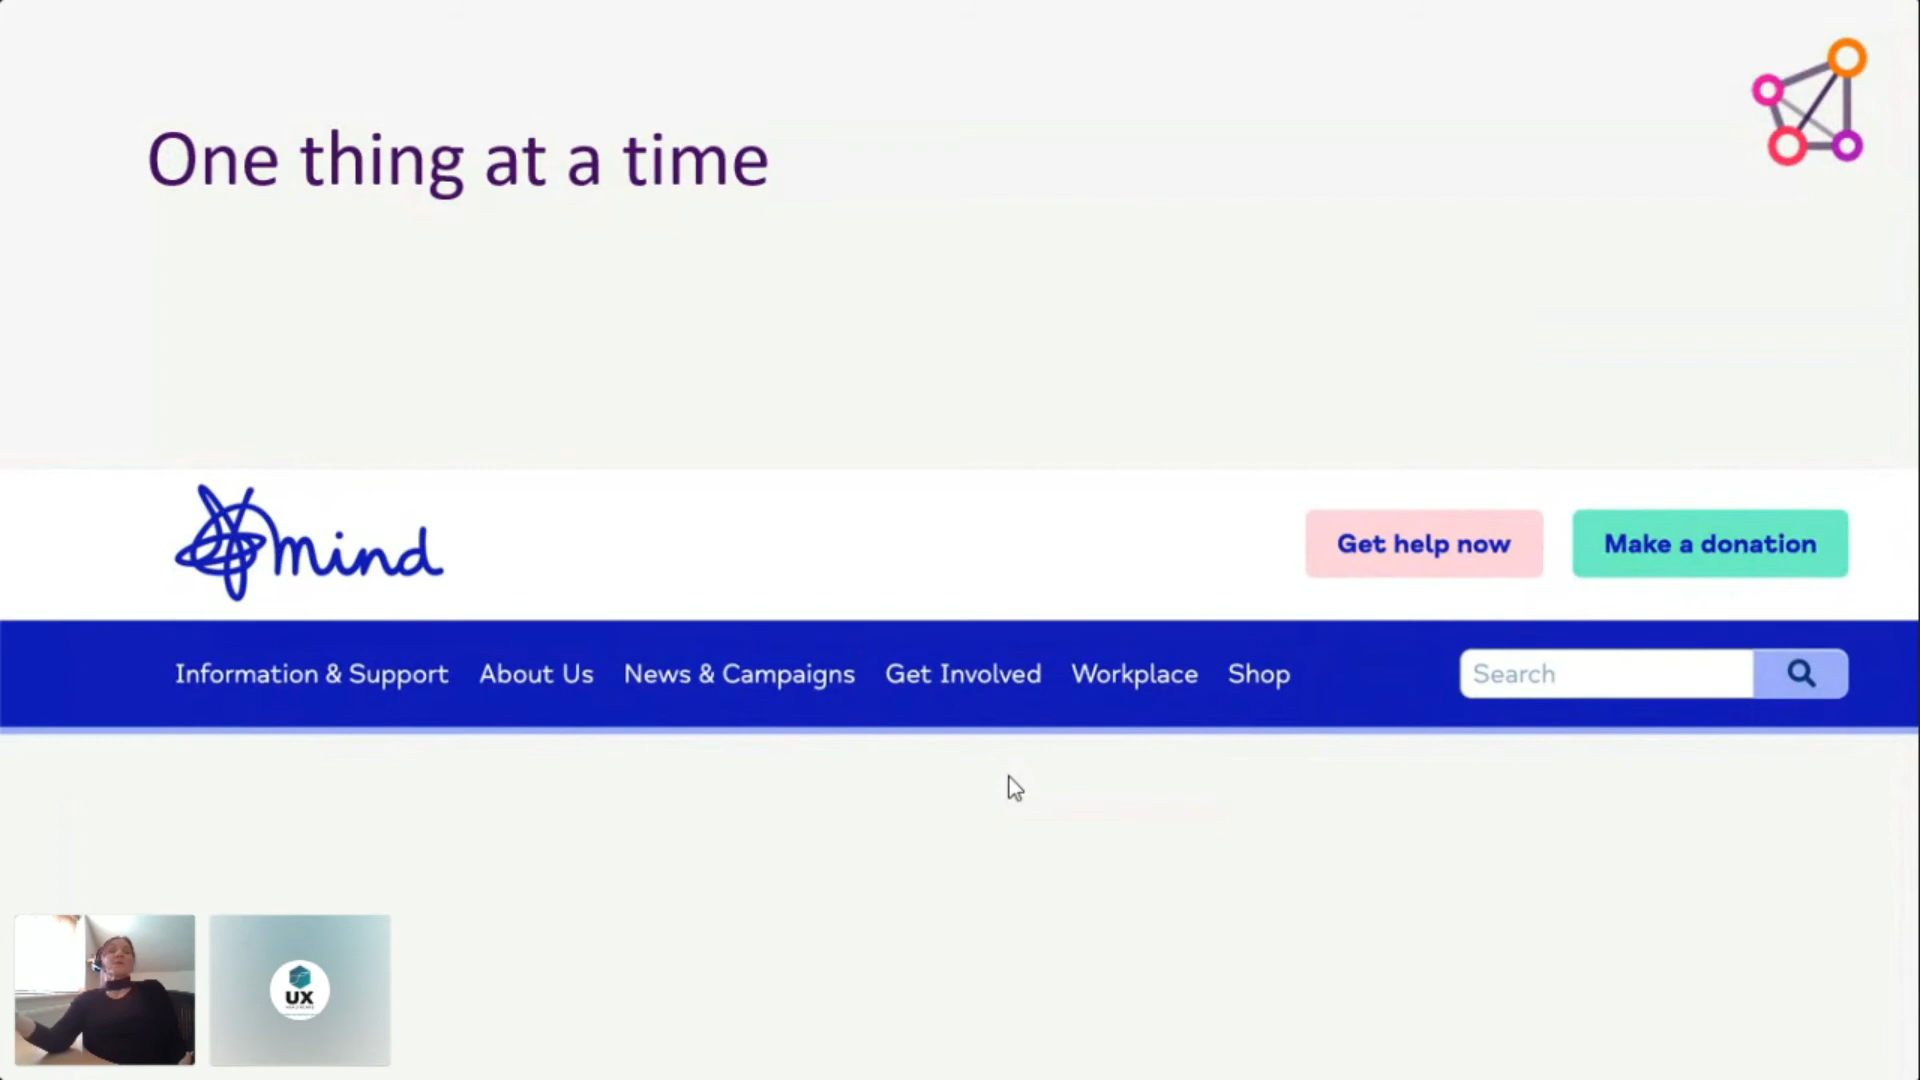 One thing at a time
mind
Get help now
Make a donation
Information & Support
About Us
News & Campaigns
Get Involved
Workplace
Shop
Search
UX